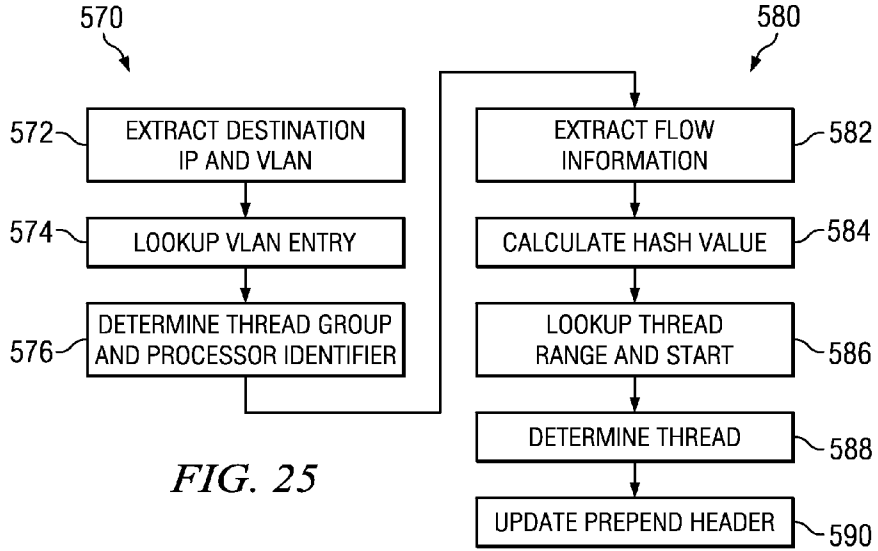 570
572
EXTRACT DESTINATION
IP AND VLAN
574
LOOKUP VLAN ENTRY
576
DETERMINE THREAD GROUP
AND PROCESSOR IDENTIFIER
580
EXTRACT FLOW
INFORMATION
582
CALCULATE HASH VALUE
584
LOOKUP THREAD
RANGE AND START
586
DETERMINE THREAD
588
UPDATE PREPEND HEADER
590
FIG. 25